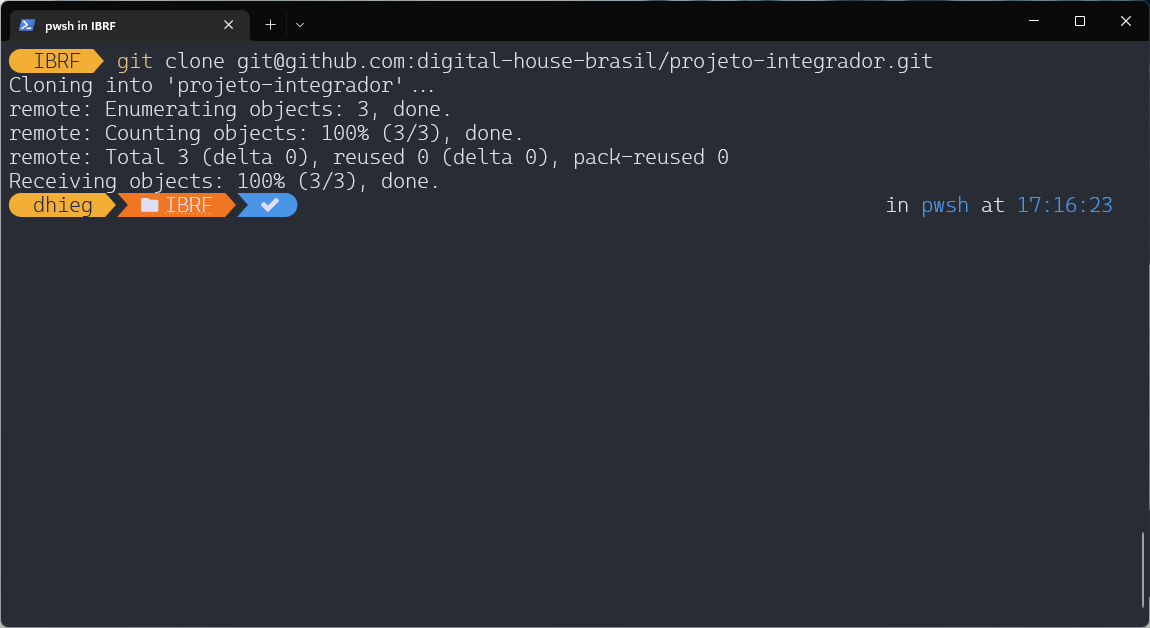 pwsh in IBRF
IBRF git clone git@github.com:digital-house-brasil/projeto-integrador.git
Cloning into 'projeto-integrador'...
remote: Enumerating objects: 3, done.
remote: Counting objects: 100% (3/3), done.
remote: Total 3 (delta 0), reused 0 (delta 0), pack-reused 0
Receiving objects: 100% (3/3), done.
dhieg IBRF in pwsh at 17:16:23